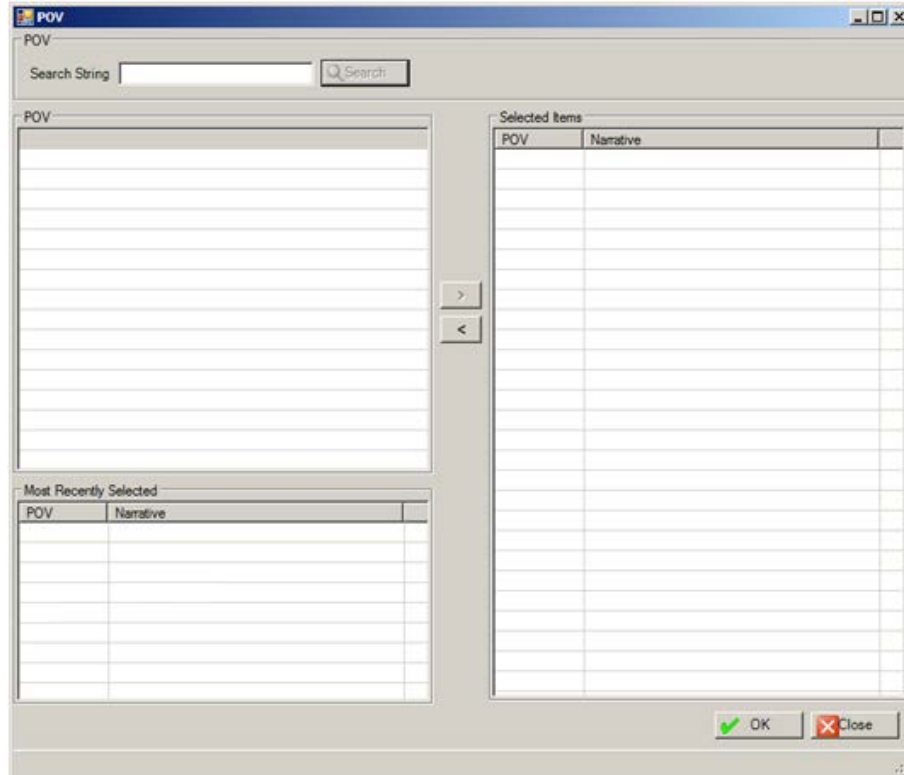 POV
POV
Search String
Search
POV
Selected Items
POV Narrative
>
<
Most Recently Selected
POV Narrative
OK Close